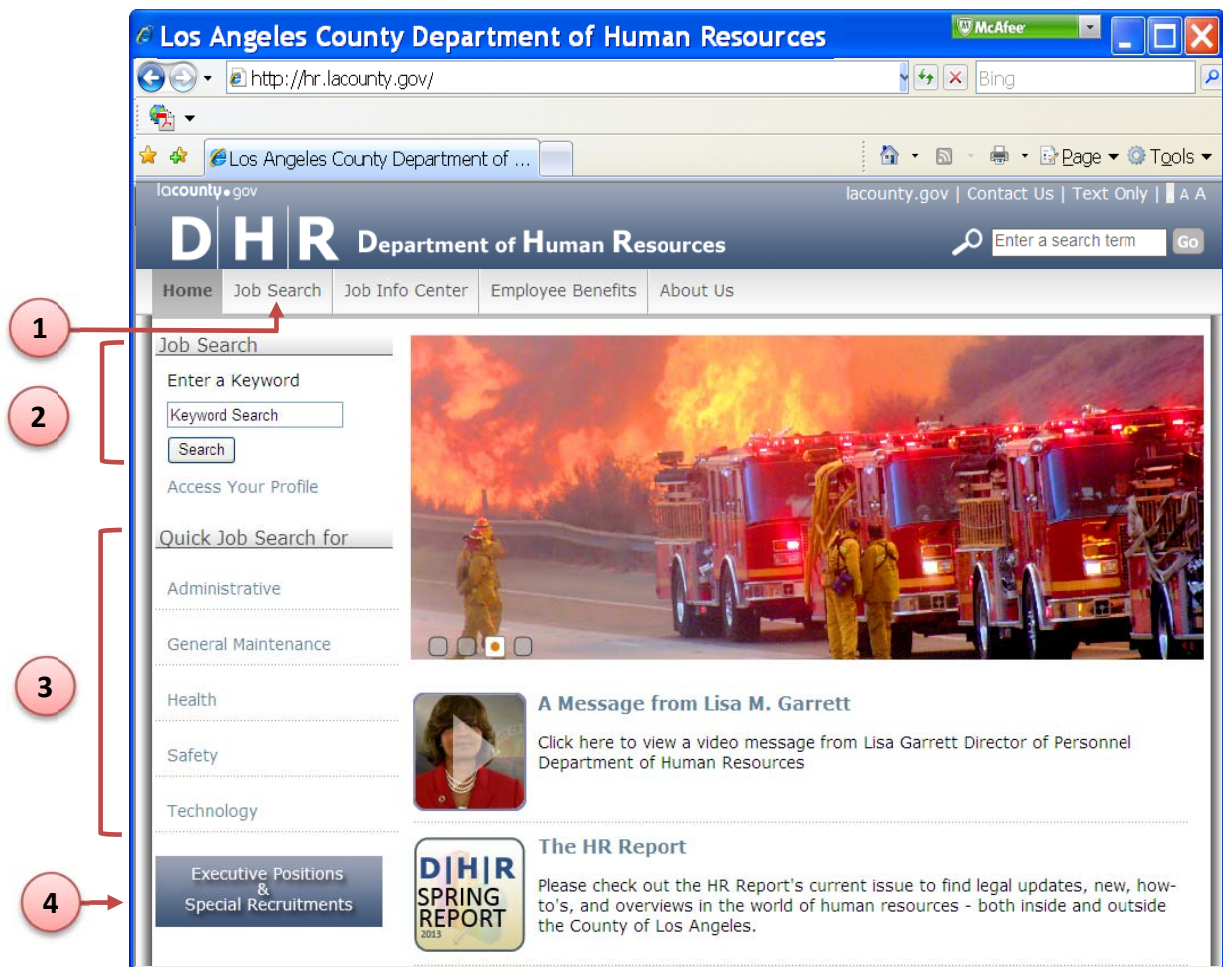 Los Angeles County Department of Human Resources
McAfee
http://hr.lacounty.gov/
Bing
Los Angeles County Department of ...
Page
Tools
lacounty.gov
lacounty.gov | Contact Us | Text Only | A A A
D|H|R Department of Human Resources
Enter a search term
Go
Home
Job Search
Job Info Center
Employee Benefits
About Us
1
Job Search
Enter a Keyword
Keyword Search
2
Search
Access Your Profile
Quick Job Search for
Administrative
General Maintenance
3
Health
Safety
Technology
4
Executive Positions
&
Special Recruitments
A Message from Lisa M. Garrett
Click here to view a video message from Lisa Garrett Director of Personnel
Department of Human Resources
D|H|R
SPRING
REPORT
2013
The HR Report
Please check out the HR Report's current issue to find legal updates, new, how-
to's, and overviews in the world of human resources - both inside and outside
the County of Los Angeles.